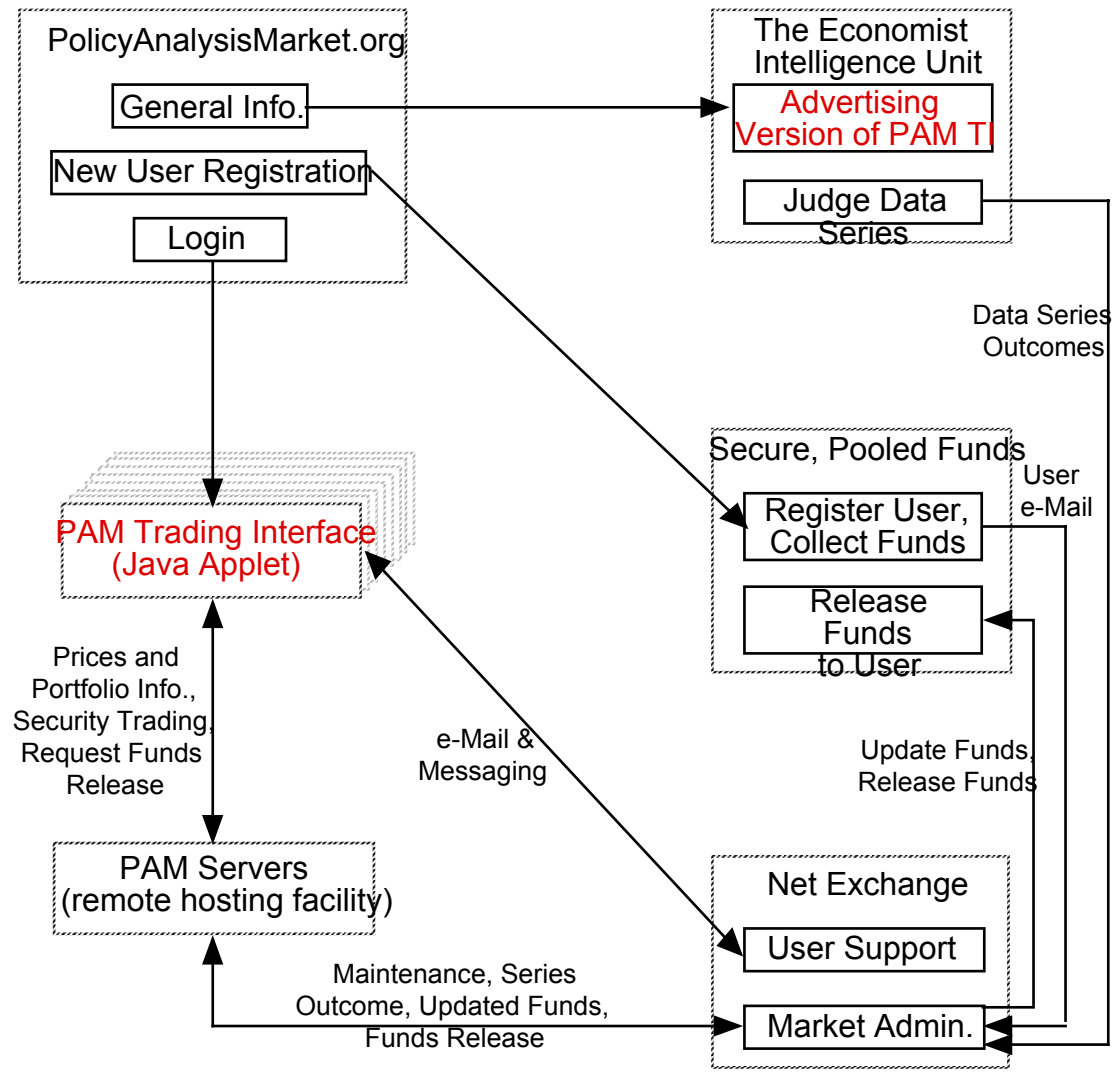 PolicyAnalysisMarket.org
General Info.
New User Registration
Login
The Economist
Intelligence Unit
Advertising
Version of PAM TI
Judge Data
Series
Data Series
Outcomes
Secure, Pooled Funds
Register User,
Collect Funds
Release
Funds
to User
User
e-Mail
PAM Trading Interface
(Java Applet)
Prices and
Portfolio Info.,
Security Trading,
Request Funds
Release
e-Mail &
Messaging
Update Funds,
Release Funds
PAM Servers
(remote hosting facility)
Net Exchange
User Support
Market Admin.
Maintenance, Series
Outcome, Updated Funds,
Funds Release